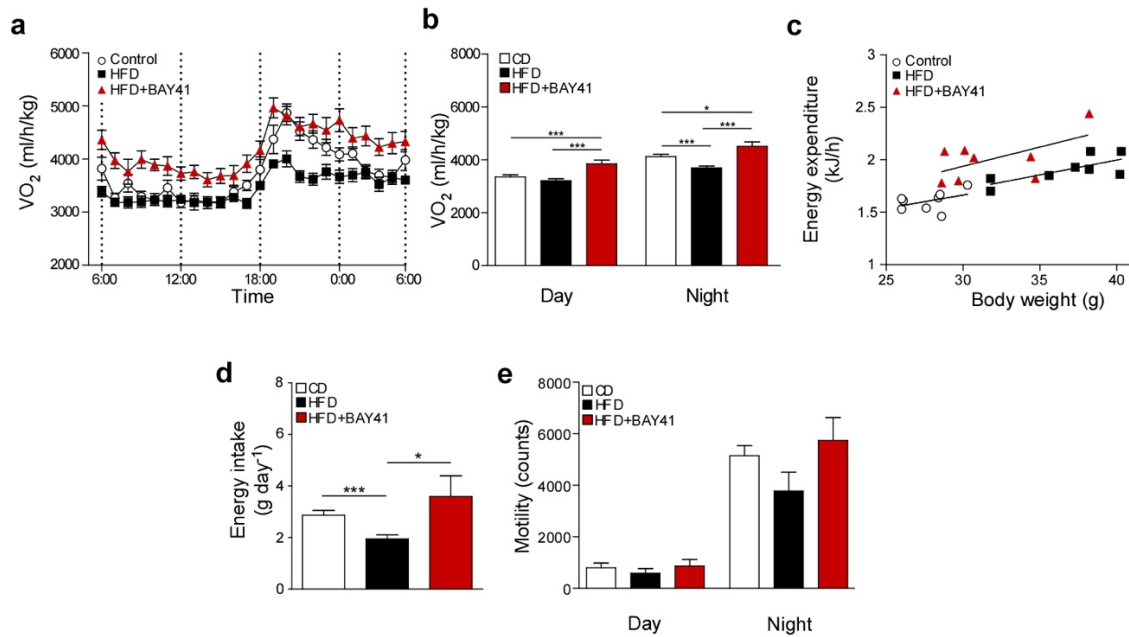 a
VO2 (ml/h/kg)
6000
5000
4000
3000
2000
Control
HFD
HFD+BAY41
6:00 12:00 18:00 0:00 6:00
Time
b
VO2 (ml/h/kg)
8000
6000
4000
2000
0
CD
HFD
HFD+BAY41
***
***
*
***
***
Day Night
c
Energy expenditure
(kJ/h)
3
2.5
2
1.5
1
Control
HFD
HFD+BAY41
25 30 35 40
Body weight (g)
d
Energy intake
(g day-1)
8
6
4
2
0
CD
HFD
HFD+BAY41
***
*
e
Motility (counts)
8000
6000
4000
2000
0
CD
HFD
HFD+BAY41
Day Night